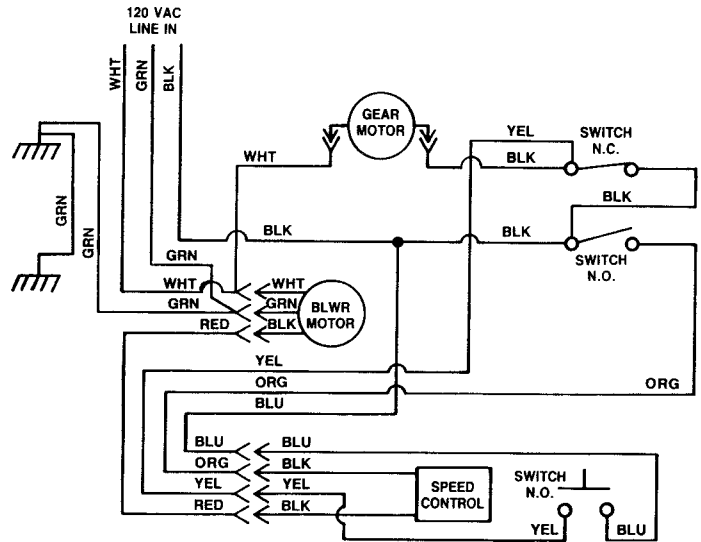 120 VAC
LINE IN
WHT
GRN
BLK
GEAR
MOTOR
YEL
SWITCH
N.C.
WHT
BLK
BLK
GRN
GRN
BLK
BLK
SWITCH
N.O.
GRN
WHT
WHT
GRN
GRN
BLWR
MOTOR
RED
BLK
YEL
ORG
ORG
BLU
BLU
BLU
ORG
BLK
YEL
YEL
RED
BLK
SPEED
CONTROL
SWITCH
N.O.
YEL
BLU